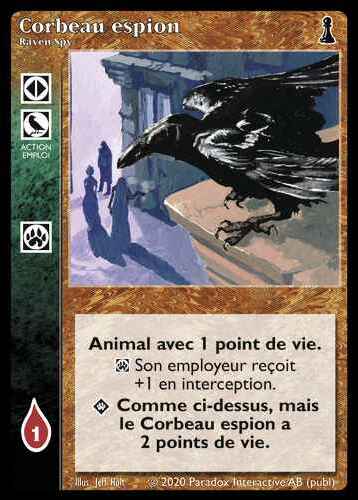 Corbeau espion
Raven Spy
ACTION
EMPLOI
Animal avec 1 point de vie.
Son employeur reçoit
+1 en interception.
Comme ci-dessus, mais
le Corbeau espion a
2 points de vie.
1
Illus. Jeff Holt
© 2020 Paradox Interactive AB (publ)